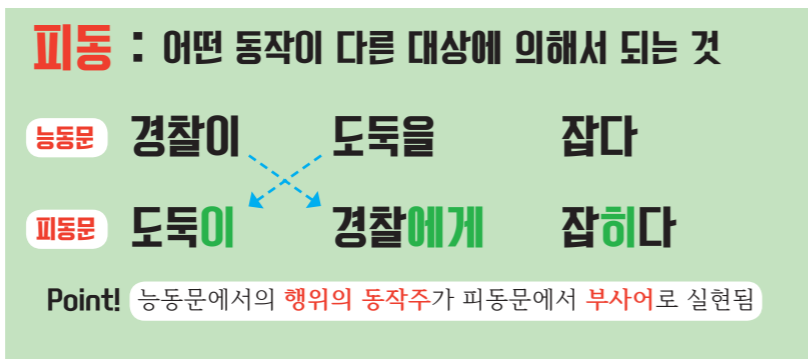 피동 : 어떤 동작이 다른 대상에 의해서 되는 것
능동문 경찰이 도둑을 잡다
피동문 도둑이 경찰에게 잡히다
Point! 능동문에서의 행위의 동작주가 피동문에서 부사어로 실현됨